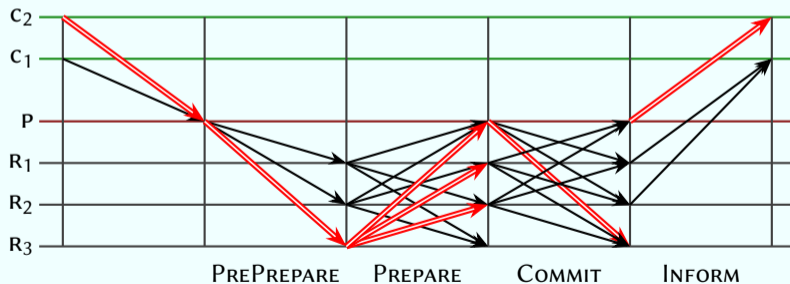 C2
C1
P
R1
R2
R3
PREPREPARE PREPARE COMMIT INFORM